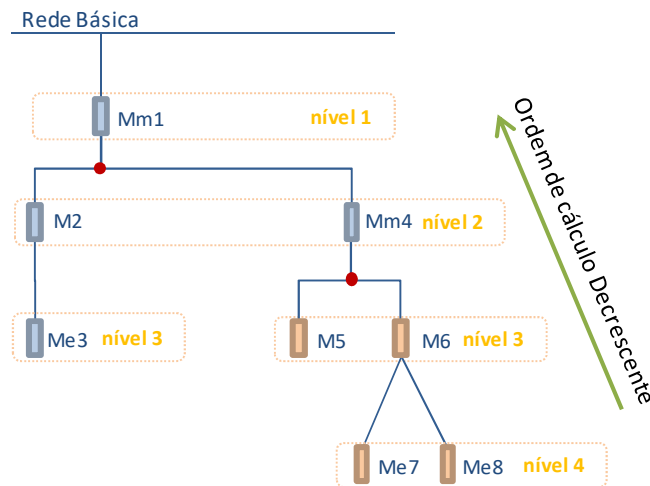 Rede Básica
Mm1 nível 1
M2 Mm4 nível 2
Me3 nível 3 M5 M6 nível 3
Me7 Me8 nível 4
Ordem de cálculo Decrescente